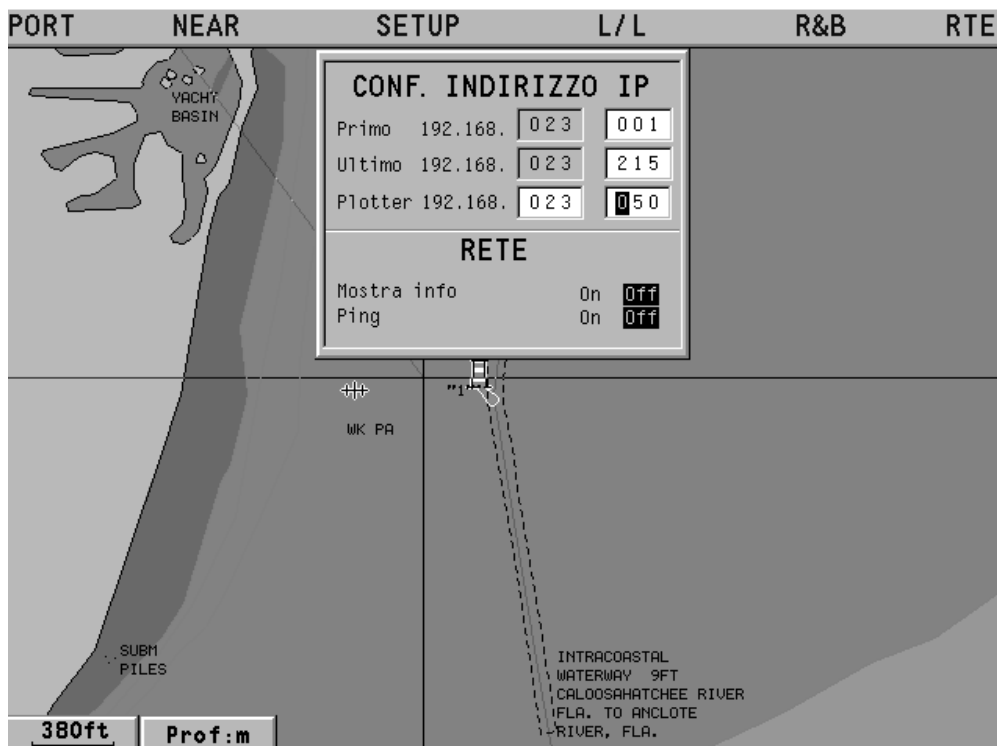 PORT NEAR SETUP L/L R&B RTE
CONF. INDIRIZZO IP
Primo 192.168. 023 001
Ultimo 192.168. 023 215
Plotter 192.168. 023 050
RETE
Mostra info On Off
Ping On Off
YACHT
BASIN
"1"
WK PA
SUBM
PILES
INTRACOASTAL
WATERWAY 9FT
CALOOSAHATCHEE RIVER
FLA. TO ANCLOTE
RIVER, FLA.
380ft Prof:m